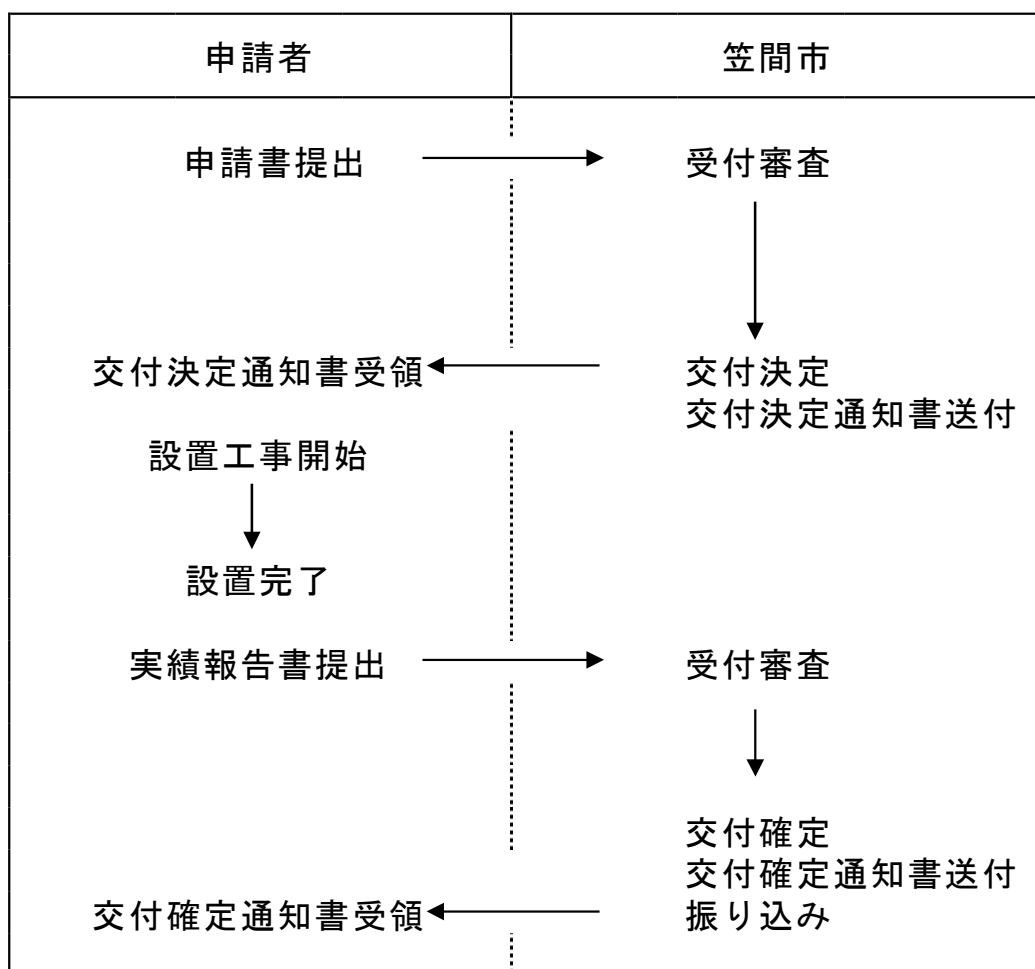 申請者
笠間市
申請書提出
受付審査
交付決定通知書受領
交付決定
交付決定通知書送付
設置工事開始
設置完了
実績報告書提出
受付審査
交付確定
交付確定通知書送付
交付確定通知書受領
振り込み